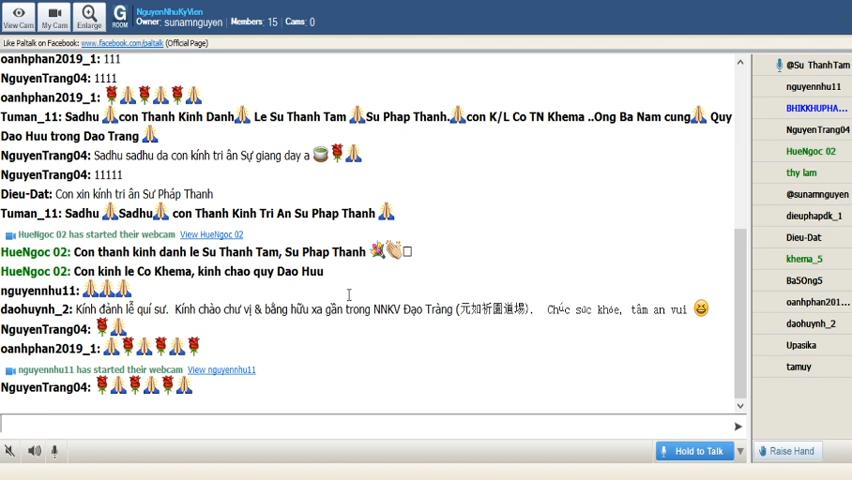 View Cam
My Cam
Enlarge
G
ROOM
NguyenNhuKyVien
Owner: sunamnguyen Members: 15 Cams: 0
Like Paltalk on Facebook: www.facebook.com/paltalk (Official Page)
oanhphan2019_1: 111
NguyenTrang04: 1111
oanhphan2019_1: 🌹🙏🌹🙏🌹🙏
Tuman_11: Sadhu 🙏con Thanh Kinh Danh🙏 Le Su Thanh Tam 🙏Su Phap Thanh.🙏con K/L Co TN Khema ..Ong Ba Nam cung🙏 Quy
Dao Huu trong Dao Trang 🙏
NguyenTrang04: Sadhu sadhu da con kính tri ân Sự giang day a 🍵🌹🙏
NguyenTrang04: 11111
Dieu-Dat: Con xin kính tri ân Sư Pháp Thanh
Tuman_11: Sadhu 🙏Sadhu🙏 con Thanh Kinh Tri An Su Phap Thanh 🙏
HueNgoc 02 has started their webcam View HueNgoc 02
HueNgoc 02: Con thanh kinh danh le Su Thanh Tam, Su Phap Thanh 💐👏□
HueNgoc 02: Con kinh le Co Khema, kinh chao quy Dao Huu
nguyennhu11: 🙏🙏🙏
daohuynh_2: Kính đảnh lễ quí sư. Kính chào chư vị & bằng hữu xa gần trong NNKV Đạo Tràng (元如祈園道場). Chúc sức khỏe, tâm an vui 😆
NguyenTrang04: 🌹🙏
oanhphan2019_1: 🙏🌹🙏🌹🙏🌹
nguyennhu11 has started their webcam View nguyennhu11
NguyenTrang04: 🌹🙏🌹🙏🌹🙏
Hold to Talk
Raise Hand
@Su ThanhTam
nguyennhu11
BHIKKHUPHA...
NguyenTrang04
HueNgoc 02
thy lam
@sunamnguyen
dieuphapdk_1
Dieu-Dat
khema_5
Ba5Ong5
oanhphan201...
daohuynh_2
Upasika
tamuy